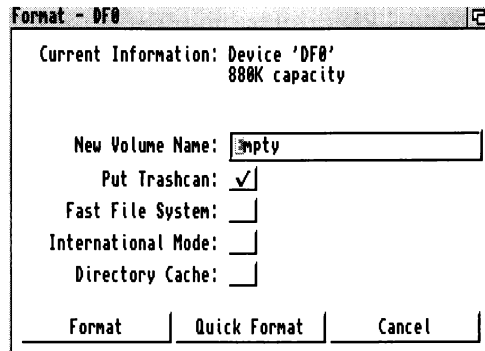 Format - DF0
Current Information: Device 'DF0'
880K capacity
New Volume Name: Empty
Put Trashcan: ✓
Fast File System:
International Mode:
Directory Cache:
Format
Quick Format
Cancel